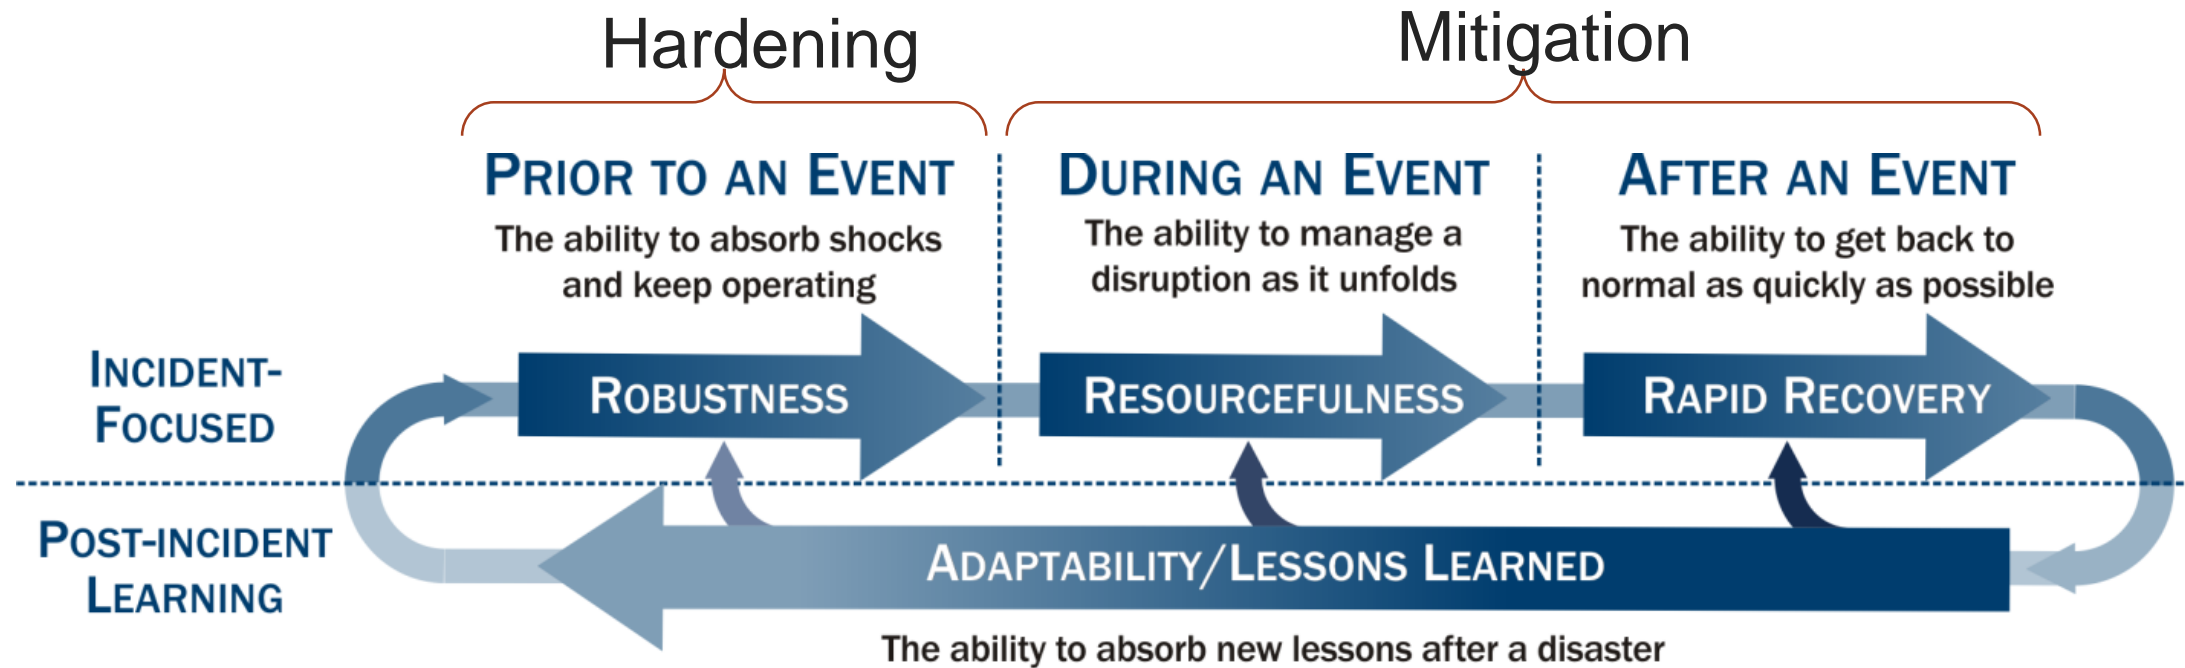 Hardening
Mitigation
PRIOR TO AN EVENT
The ability to absorb shocks
and keep operating
DURING AN EVENT
The ability to manage a
disruption as it unfolds
AFTER AN EVENT
The ability to get back to
normal as quickly as possible
INCIDENT-
FOCUSED
ROBUSTNESS
RESOURCEFULNESS
RAPID RECOVERY
POST-INCIDENT
LEARNING
ADAPTABILITY/LESSONS LEARNED
The ability to absorb new lessons after a disaster